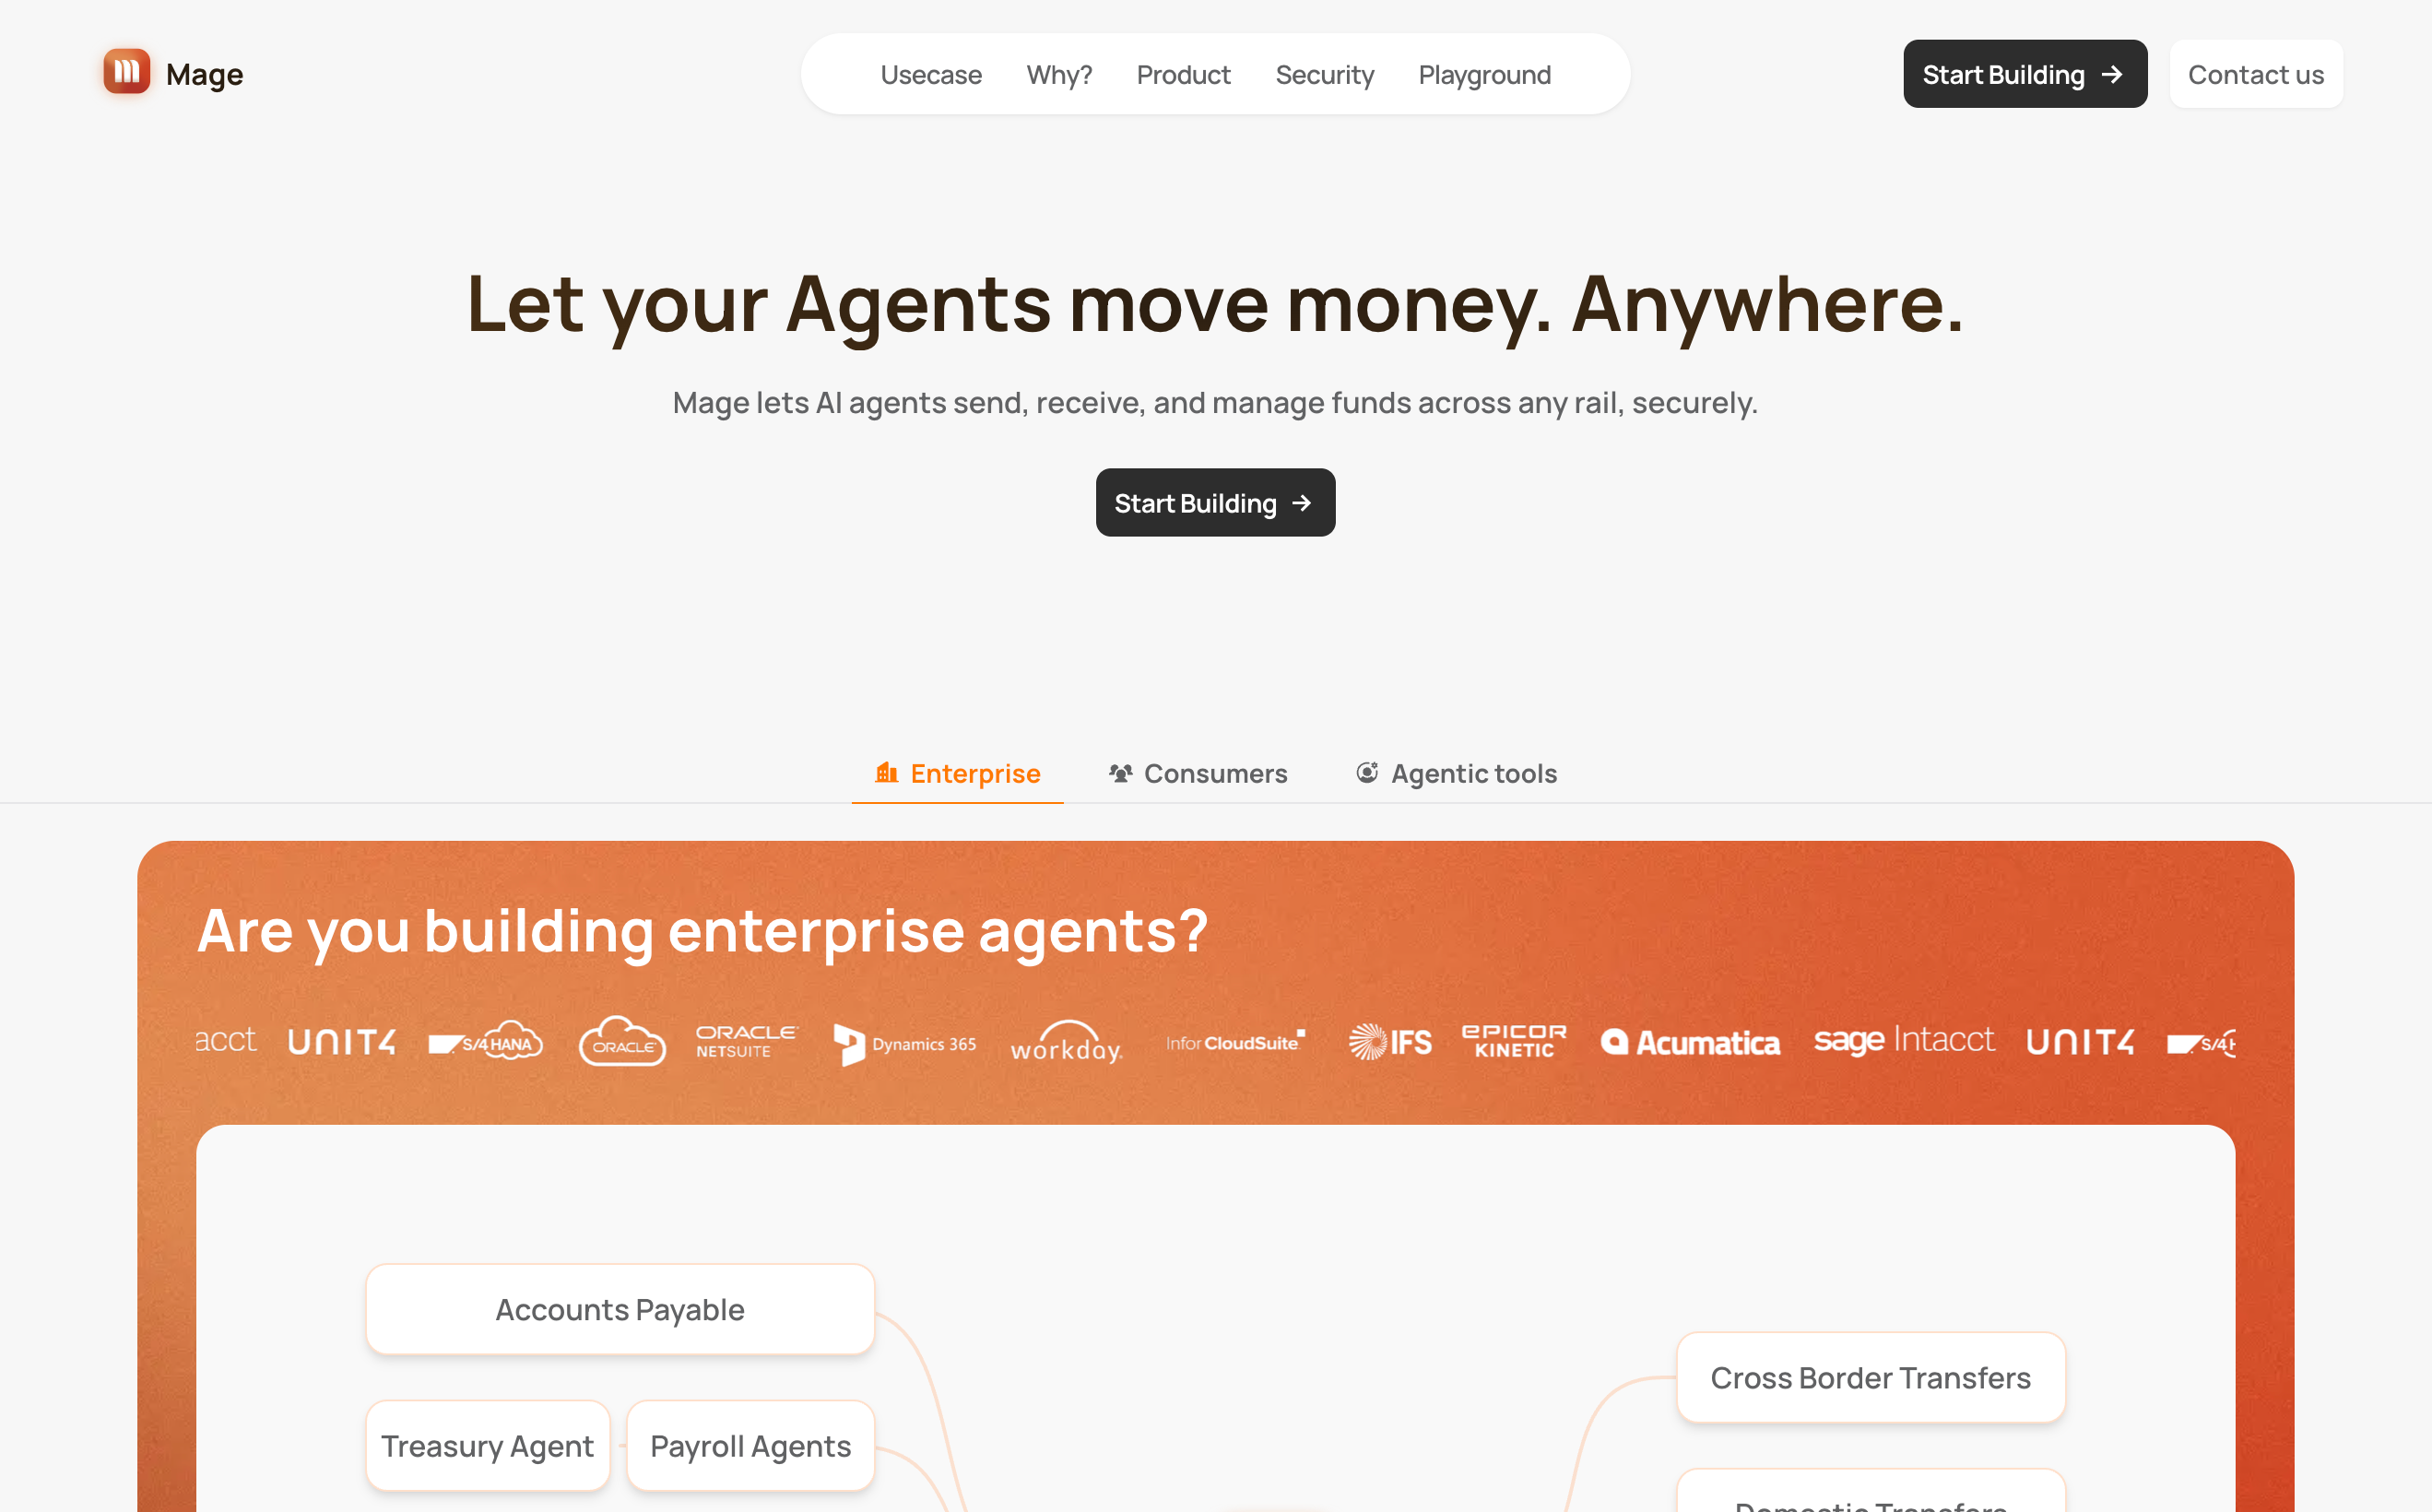 Mage
Usecase Why? Product Security Playground
Start Building → Contact us
Let your Agents move money. Anywhere.
Mage lets AI agents send, receive, and manage funds across any rail, securely.
Start Building →
Enterprise Consumers Agentic tools
Are you building enterprise agents?
acct UNIT4 S/4HANA ORACLE ORACLE NETSUITE Dynamics 365 workday. Infor CloudSuite IFS EPICOR KINETIC Acumatica sage Intacct UNIT4 S/4H
Accounts Payable
Cross Border Transfers
Treasury Agent Payroll Agents
Domestic Transfers